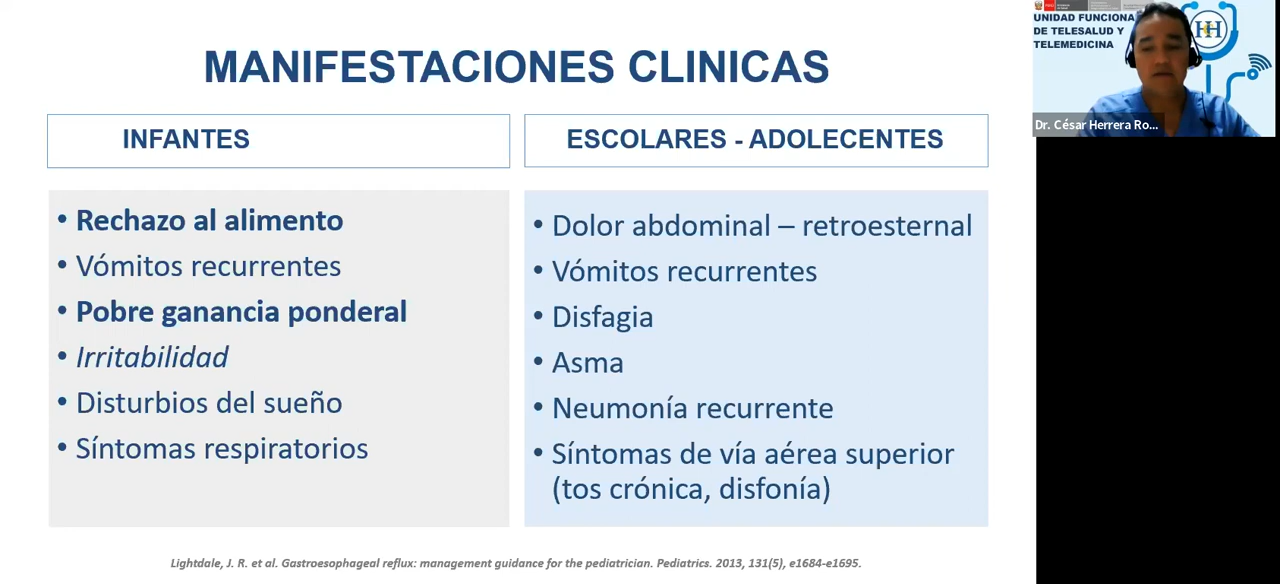 MANIFESTACIONES CLINICAS
INFANTES
• Rechazo al alimento
• Vómitos recurrentes
• Pobre ganancia ponderal
• Irritabilidad
• Disturbios del sueño
• Síntomas respiratorios
ESCOLARES - ADOLECENTES
• Dolor abdominal – retroesternal
• Vómitos recurrentes
• Disfagia
• Asma
• Neumonía recurrente
• Síntomas de vía aérea superior
(tos crónica, disfonía)
Lightdale, J. R. et al. Gastroesophageal reflux: management guidance for the pediatrician. Pediatrics. 2013, 131(5), e1684-e1695.
UNIDAD FUNCIONA
DE TELESALUD Y
TELEMEDICINA
HH
Dr. César Herrera Ro...